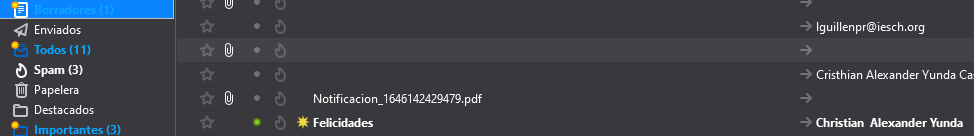 Borradores (1)
Enviados
Todos (11)
Spam (3)
Papelera
Destacados
Importantes (3)
lguillenpr@iesch.org
Cristhian Alexander Yunda Ca
Notificacion_1646142429479.pdf
Felicidades
Christian Alexander Yunda